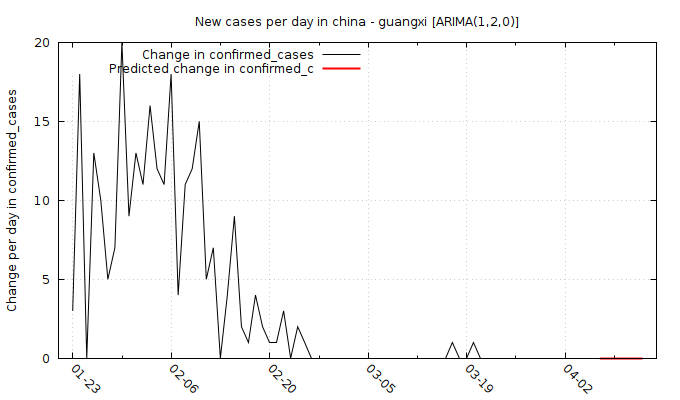 New cases per day in china - guangxi [ARIMA(1,2,0)]
Change in confirmed_cases
Predicted change in confirmed_c
Change per day in confirmed_cases
20
15
10
5
0
01-23
02-06
02-20
03-05
03-19
04-02